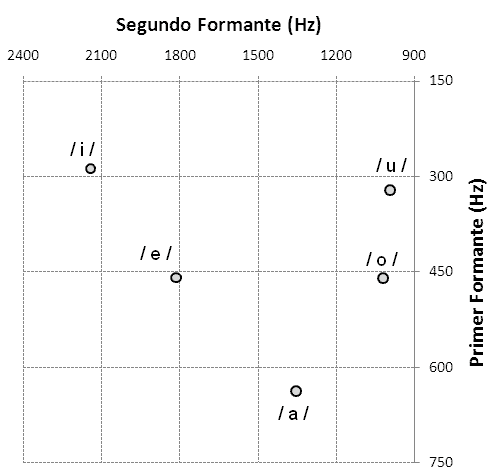 Segundo Formante (Hz)
2400 2100 1800 1500 1200 900
150
/ i /
/ u /
300
/ e /
/ o /
450
Primer Formante (Hz)
600
/ a /
750